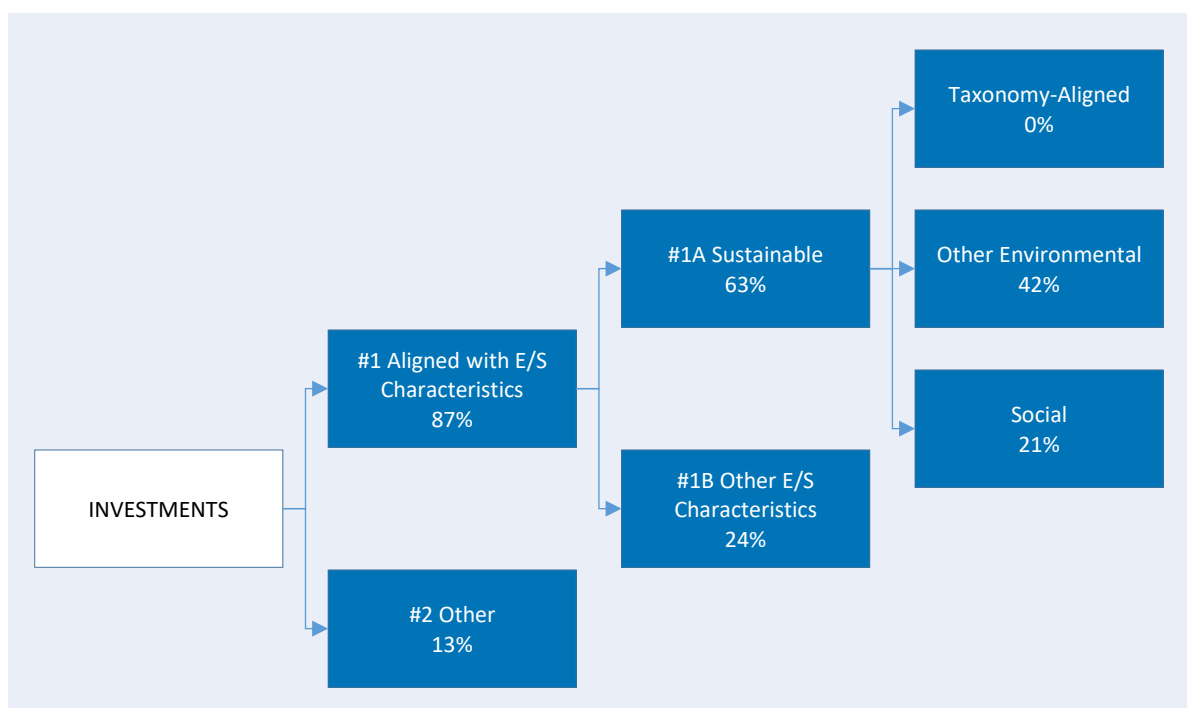 INVESTMENTS
#1 Aligned with E/S
Characteristics
87%
#2 Other
13%
#1A Sustainable
63%
#1B Other E/S
Characteristics
24%
Taxonomy-Aligned
0%
Other Environmental
42%
Social
21%